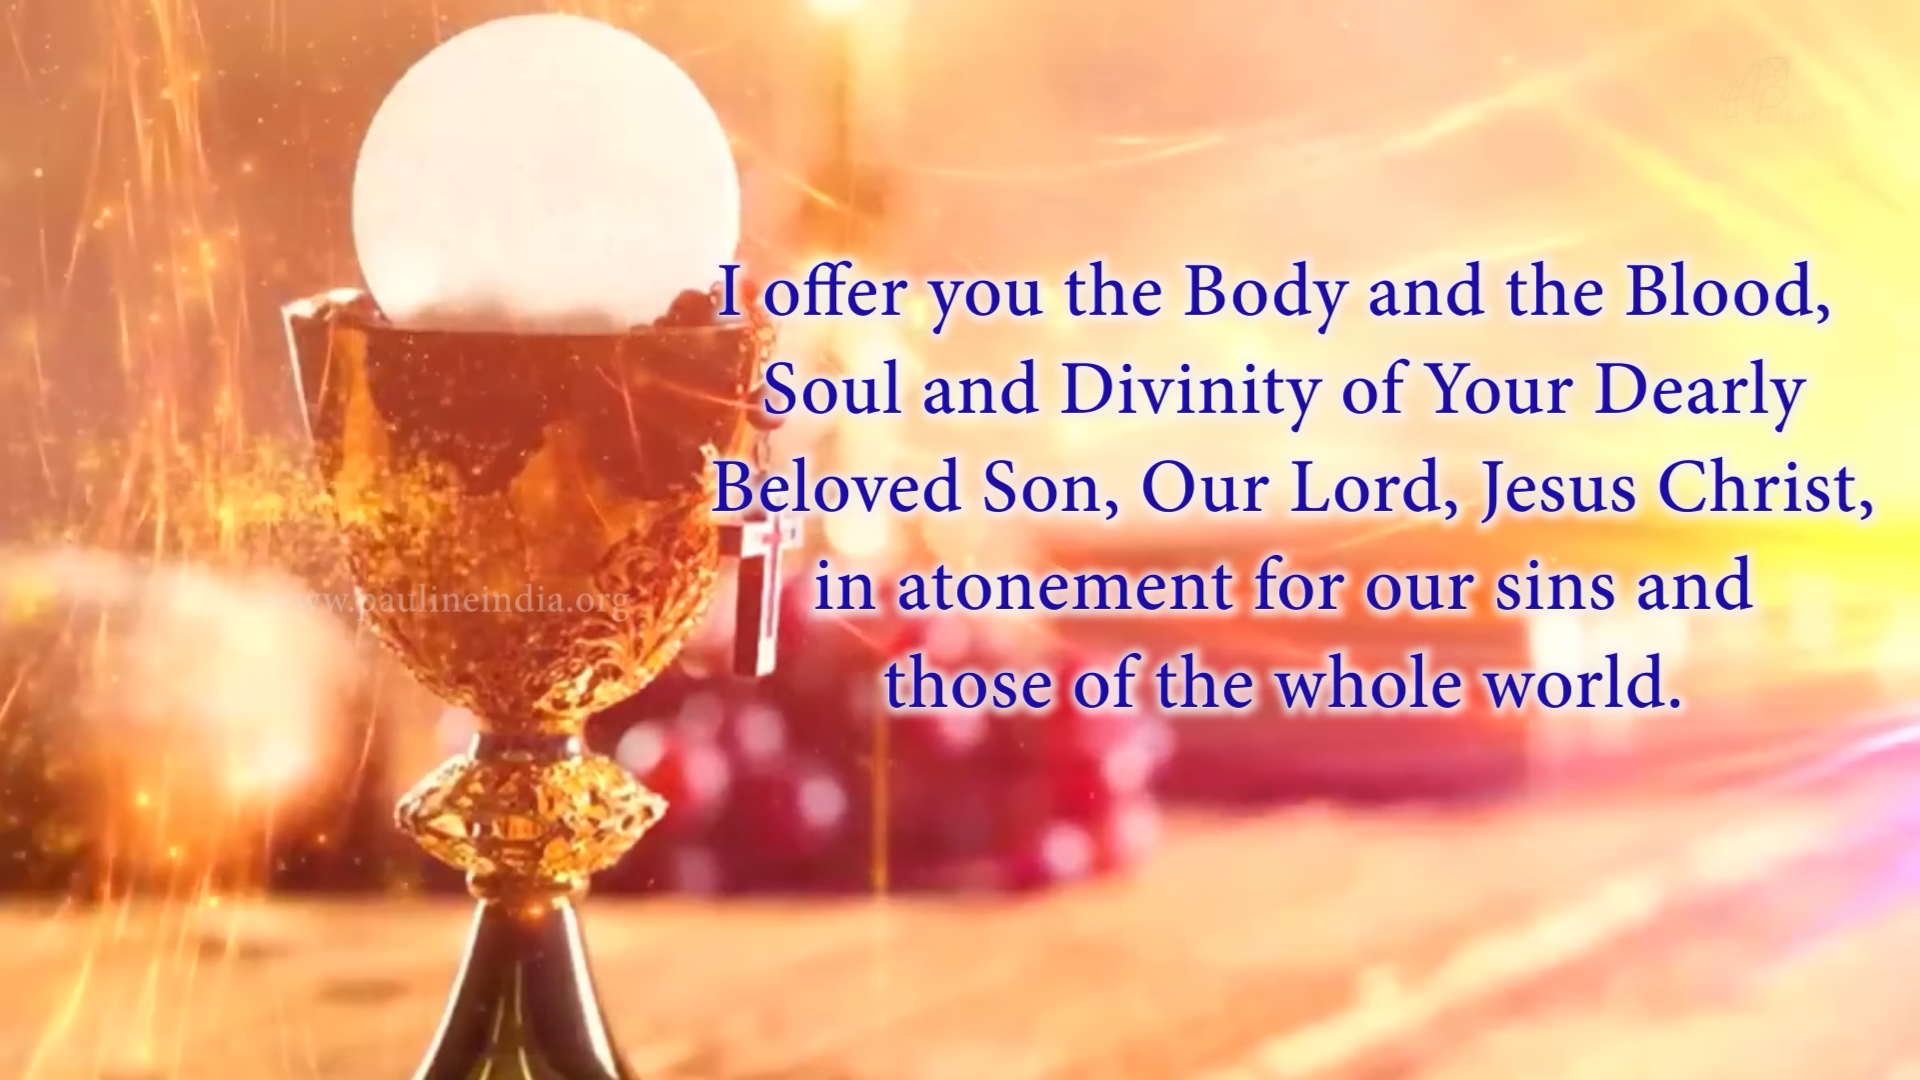 I offer you the Body and the Blood,
Soul and Divinity of Your Dearly
Beloved Son, Our Lord, Jesus Christ,
in atonement for our sins and
those of the whole world.
www.paulineindia.org